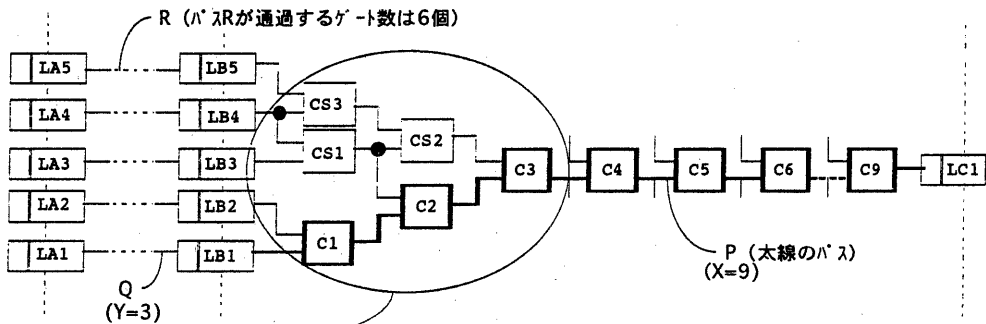 R (パスRが通過するゲート数は6個)
LA5
LB5
CS3
LA4
LB4
CS1
CS2
LA3
LB3
C3
C4
C5
C6
C9
LC1
LA2
LB2
C2
C1
LA1
LB1
Q
(Y=3)
P (太線のパス)
(X=9)